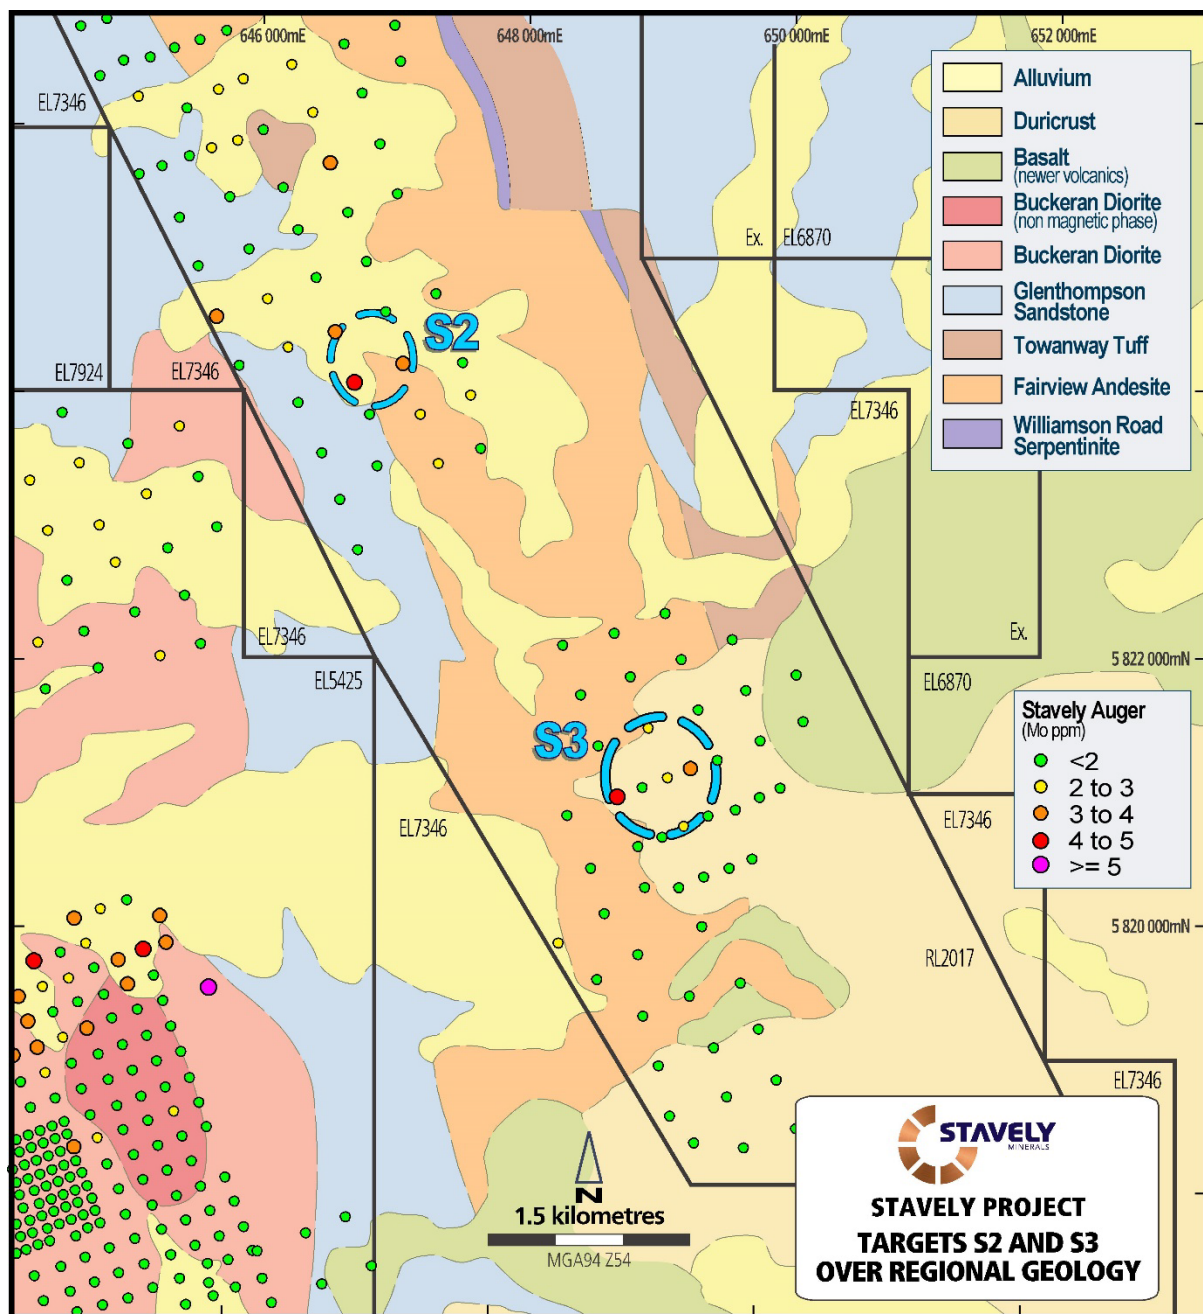 646 000mE
648 000mE
650 000mE
652 000mE
EL7346
Alluvium
Duricrust
Basalt
(newer volcanics)
Buckeran Diorite
(non magnetic phase)
Buckeran Diorite
Glenthompson
Sandstone
Towanway Tuff
Fairview Andesite
Williamson Road
Serpentinite
Ex.
EL6870
S2
EL7924
EL7346
EL7346
EL7346
EL5425
Ex.
5 822 000mN
EL6870
S3
Stavely Auger
(Mo ppm)
<2
2 to 3
3 to 4
4 to 5
>= 5
EL7346
EL7346
5 820 000mN
RL2017
EL7346
N
1.5 kilometres
MGA94 Z54
STAVELY
MINERALS
STAVELY PROJECT
TARGETS S2 AND S3
OVER REGIONAL GEOLOGY